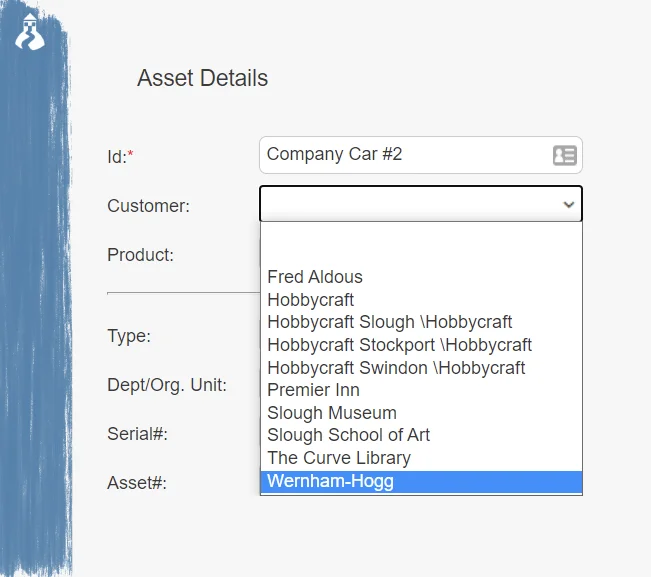 Asset Details
Id:* Company Car #2
Customer:
Product:
Fred Aldous
Hobbycraft
Hobbycraft Slough \Hobbycraft
Hobbycraft Stockport \Hobbycraft
Hobbycraft Swindon \Hobbycraft
Premier Inn
Slough Museum
Slough School of Art
The Curve Library
Wernham-Hogg
Type:
Dept/Org. Unit:
Serial#:
Asset#: